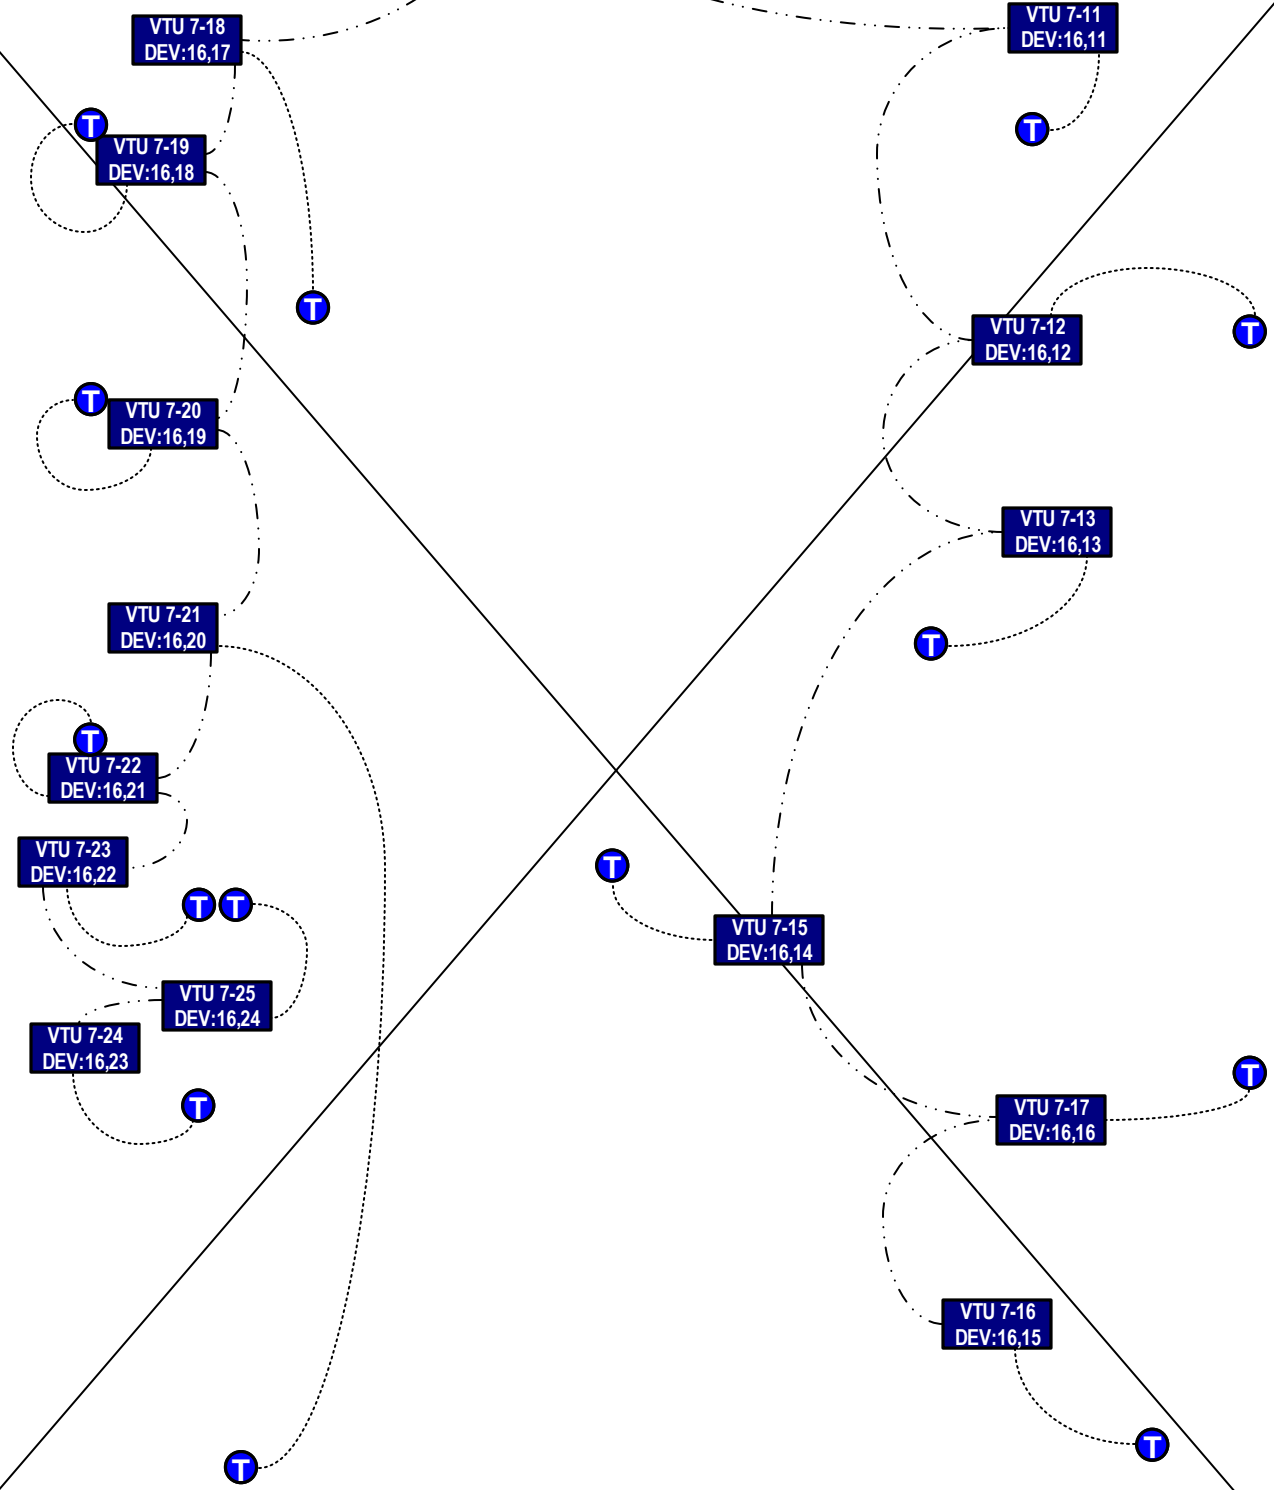 VTU 7-18
DEV:16,17
VTU 7-11
DEV:16,11
T
T
VTU 7-19
DEV:16,18
T
VTU 7-12
DEV:16,12
T
T
VTU 7-20
DEV:16,19
VTU 7-13
DEV:16,13
VTU 7-21
DEV:16,20
T
T
VTU 7-22
DEV:16,21
VTU 7-23
DEV:16,22
T
T
T
VTU 7-15
DEV:16,14
VTU 7-25
DEV:16,24
VTU 7-24
DEV:16,23
T
T
VTU 7-17
DEV:16,16
VTU 7-16
DEV:16,15
T
T